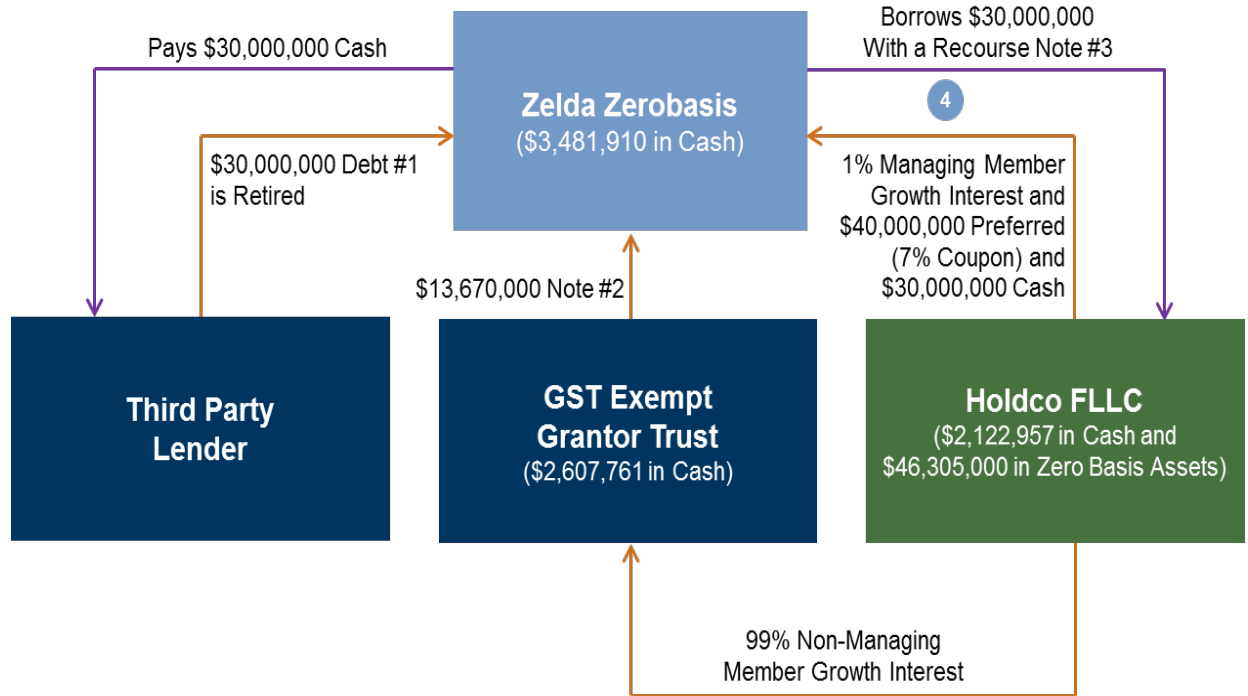 Pays $30,000,000 Cash
Borrows $30,000,000
With a Recourse Note #3
4
Zelda Zerobasis
($3,481,910 in Cash)
$30,000,000 Debt #1
is Retired
1% Managing Member
Growth Interest and
$40,000,000 Preferred
(7% Coupon) and
$30,000,000 Cash
$13,670,000 Note #2
Third Party
Lender
GST Exempt
Grantor Trust
($2,607,761 in Cash)
Holdco FLLC
($2,122,957 in Cash and
$46,305,000 in Zero Basis Assets)
99% Non-Managing
Member Growth Interest